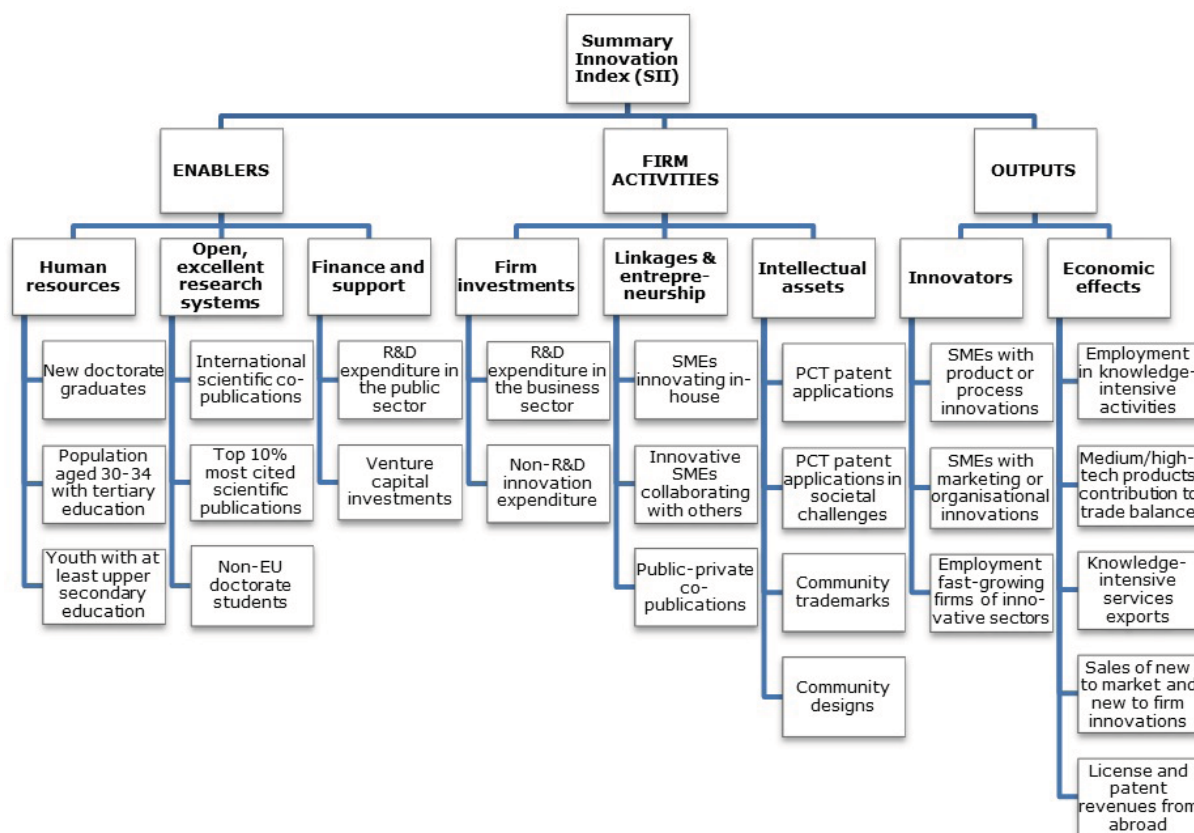 Summary
Innovation
Index (SII)
ENABLERS
FIRM
ACTIVITIES
OUTPUTS
Human
resources
Open,
excellent
research
systems
Finance and
support
Firm
investments
Linkages &
entrepre-
neurship
Intellectual
assets
Innovators
Economic
effects
New doctorate
graduates
Population
aged 30-34
with tertiary
education
Youth with at
least upper
secondary
education
International
scientific co-
publications
Top 10%
most cited
scientific
publications
Non-EU
doctorate
students
R&D
expenditure in
the public
sector
Venture
capital
investments
R&D
expenditure in
the business
sector
Non-R&D
innovation
expenditure
SMEs
innovating in-
house
Innovative
SMEs
collaborating
with others
Public-private
co-
publications
PCT patent
applications
PCT patent
applications in
societal
challenges
Community
trademarks
Community
designs
SMEs with
product or
process
innovations
SMEs with
marketing or
organisational
innovations
Employment
fast-growing
firms of inno-
vative sectors
Employment
in knowledge-
intensive
activities
Medium/high-
tech products
contribution to
trade balance
Knowledge-
intensive
services
exports
Sales of new
to market and
new to firm
innovations
License and
patent
revenues from
abroad